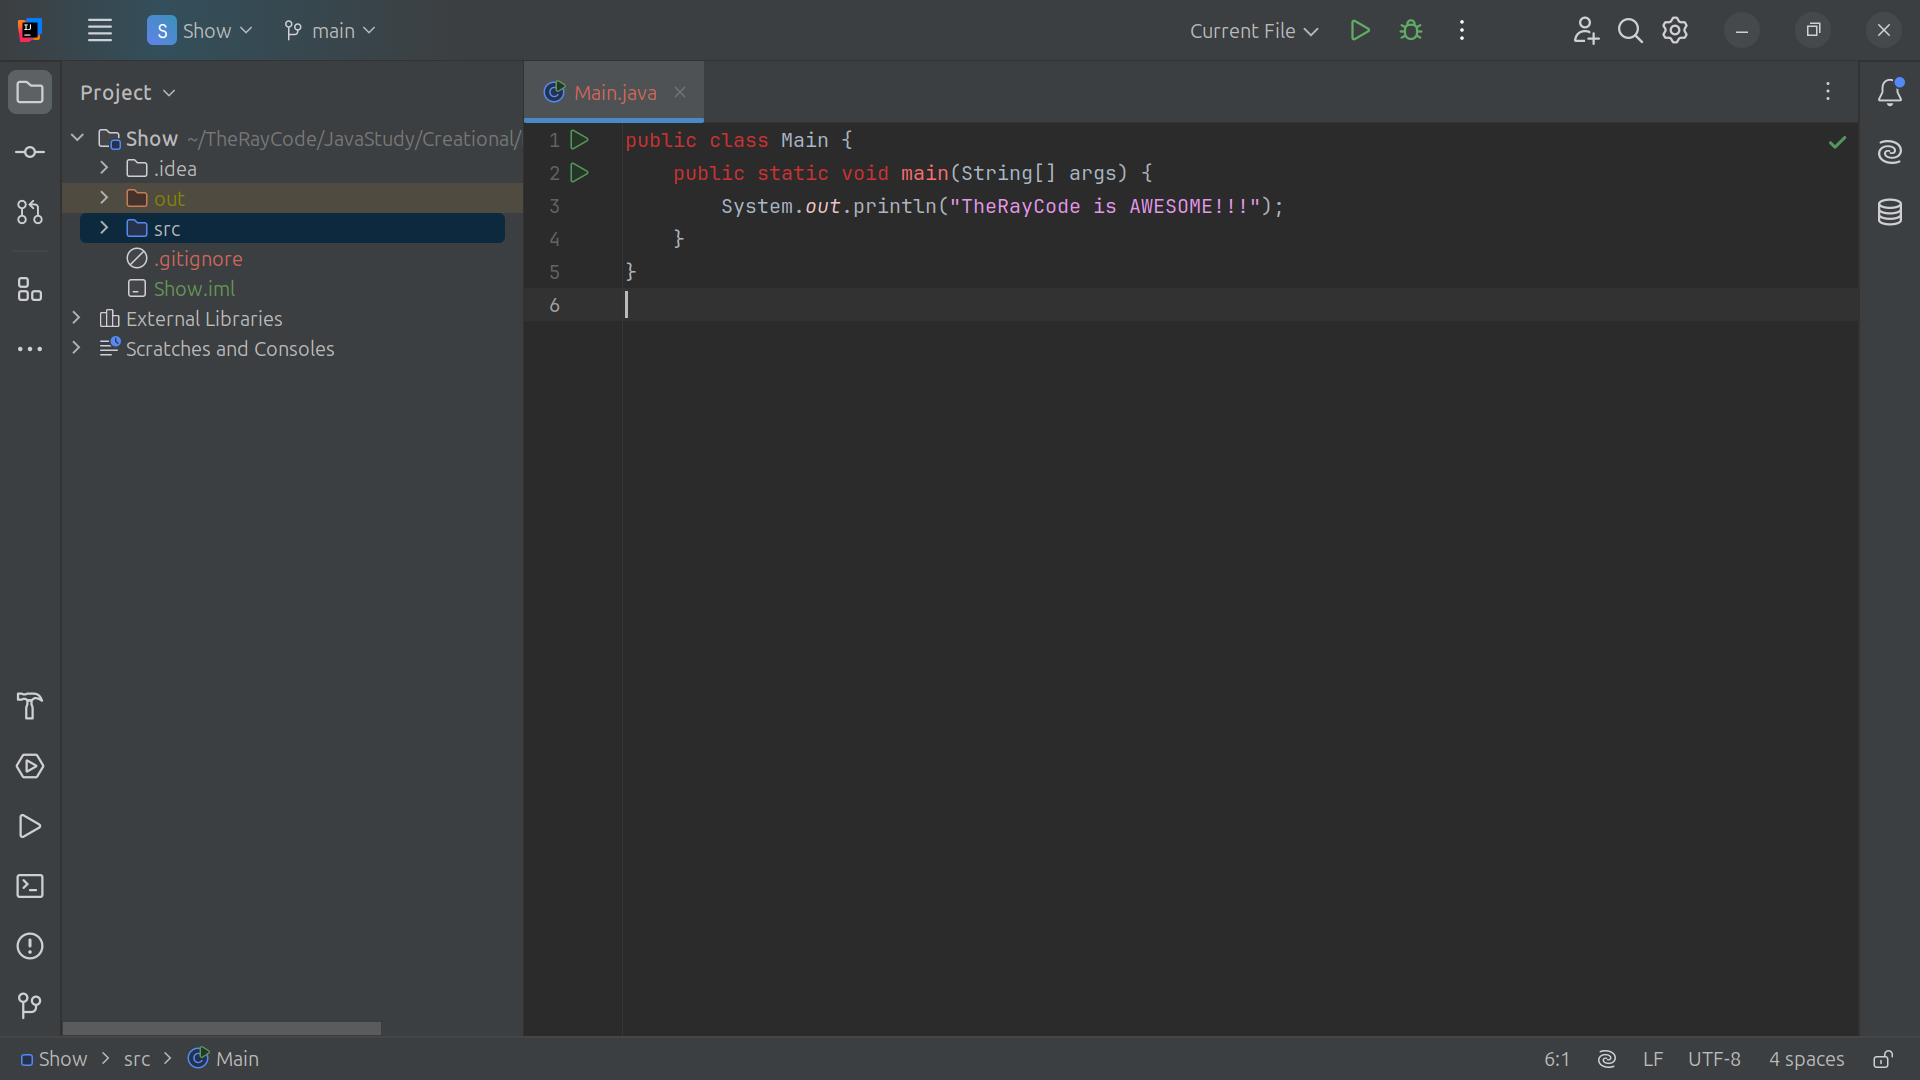 S Show main Current File
Project
Main.java
Show ~/TheRayCode/JavaStudy/Creational/
.idea
out
src
.gitignore
Show.iml
External Libraries
Scratches and Consoles
1 public class Main {
2 public static void main(String[] args) {
3 System.out.println("TheRayCode is AWESOME!!!");
4 }
5 }
6
Show > src > Main
6:1 LF UTF-8 4 spaces